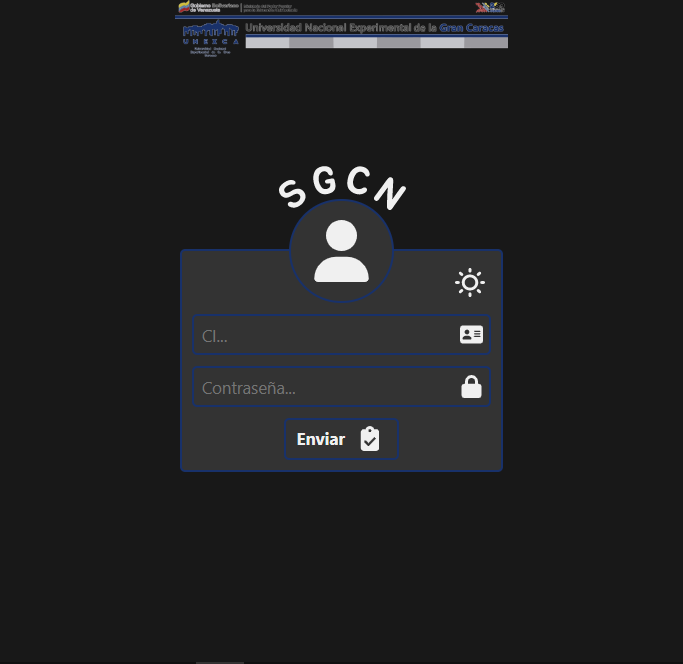 Gobierno Bolivariano
de Venezuela
Universidad Nacional Experimental de la Gran Caracas
UNEXCA
SGCN
CI...
Contraseña...
Enviar